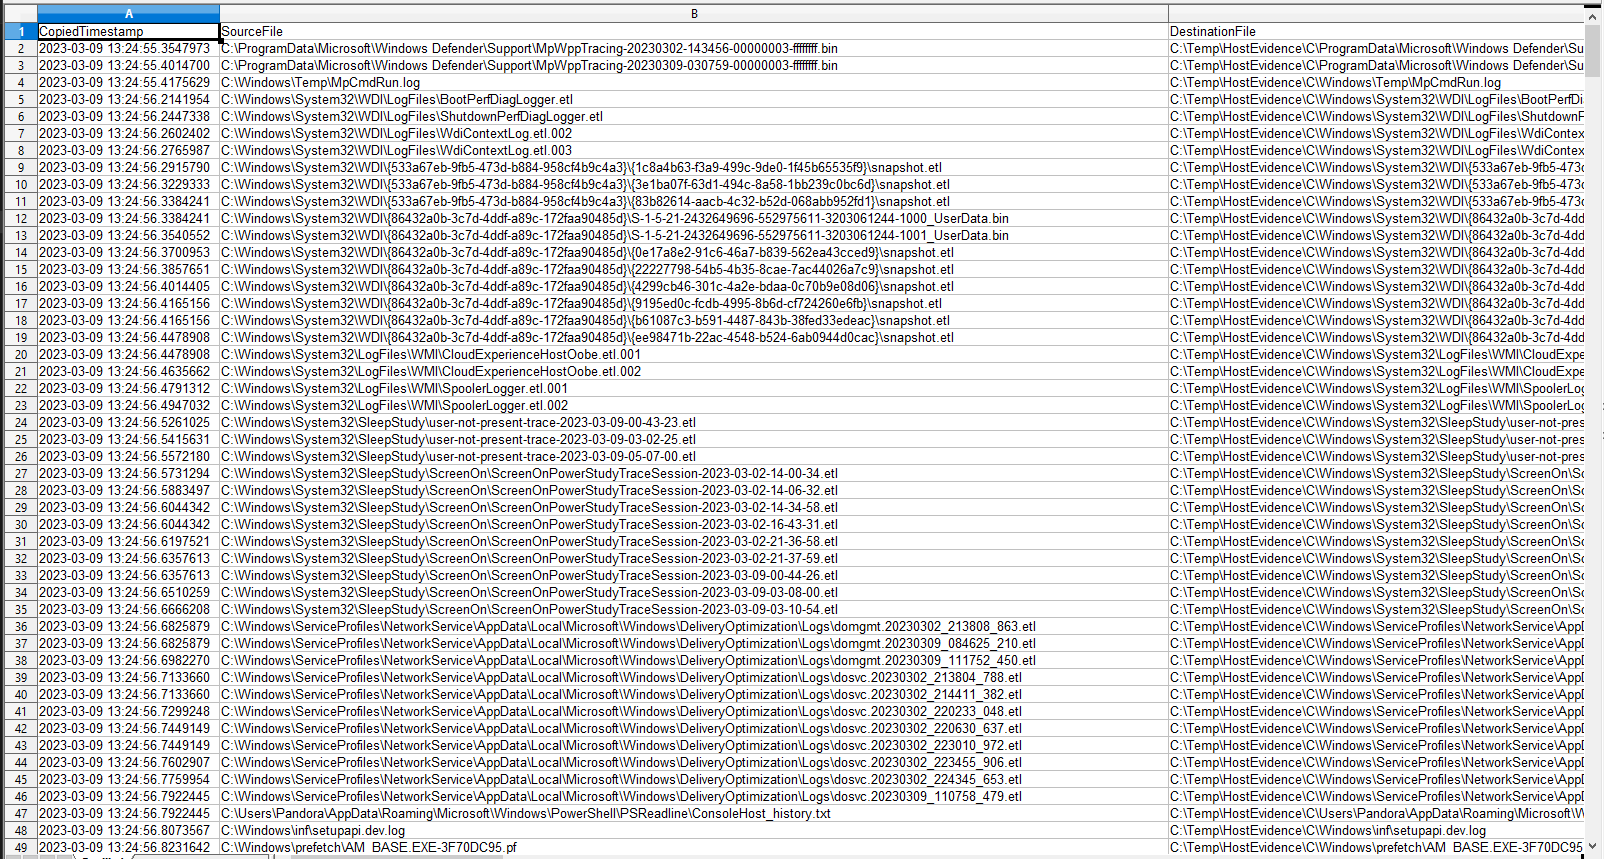 A B
1 CopiedTimestamp SourceFile DestinationFile
2 2023-03-09 13:24:55.3547973 C:\ProgramData\Microsoft\Windows Defender\Support\MpWppTracing-20230302-143456-00000003-ffffffff.bin C:\Temp\HostEvidence\C\ProgramData\Microsoft\Windows Defender\Su
3 2023-03-09 13:24:55.4014700 C:\ProgramData\Microsoft\Windows Defender\Support\MpWppTracing-20230309-030759-00000003-ffffffff.bin C:\Temp\HostEvidence\C\ProgramData\Microsoft\Windows Defender\Su
4 2023-03-09 13:24:55.4175629 C:\Windows\Temp\MpCmdRun.log C:\Temp\HostEvidence\C\Windows\Temp\MpCmdRun.log
5 2023-03-09 13:24:56.2141954 C:\Windows\System32\WDI\LogFiles\BootPerfDiagLogger.etl C:\Temp\HostEvidence\C\Windows\System32\WDI\LogFiles\BootPerfDi
6 2023-03-09 13:24:56.2447338 C:\Windows\System32\WDI\LogFiles\ShutdownPerfDiagLogger.etl C:\Temp\HostEvidence\C\Windows\System32\WDI\LogFiles\ShutdownF
7 2023-03-09 13:24:56.2602402 C:\Windows\System32\WDI\LogFiles\WdiContextLog.etl.002 C:\Temp\HostEvidence\C\Windows\System32\WDI\LogFiles\WdiContex
8 2023-03-09 13:24:56.2765987 C:\Windows\System32\WDI\LogFiles\WdiContextLog.etl.003 C:\Temp\HostEvidence\C\Windows\System32\WDI\LogFiles\WdiContex
9 2023-03-09 13:24:56.2915790 C:\Windows\System32\WDI\{533a67eb-9fb5-473d-b884-958cf4b9c4a3}\{1c8a4b63-f3a9-499c-9de0-1f45b65535f9}\snapshot.etl C:\Temp\HostEvidence\C\Windows\System32\WDI\{533a67eb-9fb5-473c
10 2023-03-09 13:24:56.3229333 C:\Windows\System32\WDI\{533a67eb-9fb5-473d-b884-958cf4b9c4a3}\{3e1ba07f-63d1-494c-8a58-1bb239c0bc6d}\snapshot.etl C:\Temp\HostEvidence\C\Windows\System32\WDI\{533a67eb-9fb5-473c
11 2023-03-09 13:24:56.3384241 C:\Windows\System32\WDI\{533a67eb-9fb5-473d-b884-958cf4b9c4a3}\{83b82614-aacb-4c32-b52d-068abb952fd1}\snapshot.etl C:\Temp\HostEvidence\C\Windows\System32\WDI\{533a67eb-9fb5-473c
12 2023-03-09 13:24:56.3384241 C:\Windows\System32\WDI\{86432a0b-3c7d-4ddf-a89c-172faa90485d}\S-1-5-21-2432649696-552975611-3203061244-1000_UserData.bin C:\Temp\HostEvidence\C\Windows\System32\WDI\{86432a0b-3c7d-4dd
13 2023-03-09 13:24:56.3540552 C:\Windows\System32\WDI\{86432a0b-3c7d-4ddf-a89c-172faa90485d}\S-1-5-21-2432649696-552975611-3203061244-1001_UserData.bin C:\Temp\HostEvidence\C\Windows\System32\WDI\{86432a0b-3c7d-4dd
14 2023-03-09 13:24:56.3700953 C:\Windows\System32\WDI\{86432a0b-3c7d-4ddf-a89c-172faa90485d}\{0e17a8e2-91c6-46a7-b839-562ea43cced9}\snapshot.etl C:\Temp\HostEvidence\C\Windows\System32\WDI\{86432a0b-3c7d-4dd
15 2023-03-09 13:24:56.3857651 C:\Windows\System32\WDI\{86432a0b-3c7d-4ddf-a89c-172faa90485d}\{22227798-54b5-4b35-8cae-7ac44026a7c9}\snapshot.etl C:\Temp\HostEvidence\C\Windows\System32\WDI\{86432a0b-3c7d-4dd
16 2023-03-09 13:24:56.4014405 C:\Windows\System32\WDI\{86432a0b-3c7d-4ddf-a89c-172faa90485d}\{4299cb46-301c-4a2e-bdaa-0c70b9e08d06}\snapshot.etl C:\Temp\HostEvidence\C\Windows\System32\WDI\{86432a0b-3c7d-4dd
17 2023-03-09 13:24:56.4165156 C:\Windows\System32\WDI\{86432a0b-3c7d-4ddf-a89c-172faa90485d}\{9195ed0c-fcdb-4995-8b6d-cf724260e6fb}\snapshot.etl C:\Temp\HostEvidence\C\Windows\System32\WDI\{86432a0b-3c7d-4dd
18 2023-03-09 13:24:56.4165156 C:\Windows\System32\WDI\{86432a0b-3c7d-4ddf-a89c-172faa90485d}\{b61087c3-b591-4487-843b-38fed33edeac}\snapshot.etl C:\Temp\HostEvidence\C\Windows\System32\WDI\{86432a0b-3c7d-4dd
19 2023-03-09 13:24:56.4478908 C:\Windows\System32\WDI\{86432a0b-3c7d-4ddf-a89c-172faa90485d}\{ee98471b-22ac-4548-b524-6ab0944d0cac}\snapshot.etl C:\Temp\HostEvidence\C\Windows\System32\WDI\{86432a0b-3c7d-4dd
20 2023-03-09 13:24:56.4478908 C:\Windows\System32\LogFiles\WMI\CloudExperienceHostOobe.etl.001 C:\Temp\HostEvidence\C\Windows\System32\LogFiles\WMI\CloudExpe
21 2023-03-09 13:24:56.4635662 C:\Windows\System32\LogFiles\WMI\CloudExperienceHostOobe.etl.002 C:\Temp\HostEvidence\C\Windows\System32\LogFiles\WMI\CloudExpe
22 2023-03-09 13:24:56.4791312 C:\Windows\System32\LogFiles\WMI\SpoolerLogger.etl.001 C:\Temp\HostEvidence\C\Windows\System32\LogFiles\WMI\SpoolerLog
23 2023-03-09 13:24:56.4947032 C:\Windows\System32\LogFiles\WMI\SpoolerLogger.etl.002 C:\Temp\HostEvidence\C\Windows\System32\LogFiles\WMI\SpoolerLog
24 2023-03-09 13:24:56.5261025 C:\Windows\System32\SleepStudy\user-not-present-trace-2023-03-09-00-43-23.etl C:\Temp\HostEvidence\C\Windows\System32\SleepStudy\user-not-pres
25 2023-03-09 13:24:56.5415631 C:\Windows\System32\SleepStudy\user-not-present-trace-2023-03-09-03-02-25.etl C:\Temp\HostEvidence\C\Windows\System32\SleepStudy\user-not-pres
26 2023-03-09 13:24:56.5572180 C:\Windows\System32\SleepStudy\user-not-present-trace-2023-03-09-05-07-00.etl C:\Temp\HostEvidence\C\Windows\System32\SleepStudy\user-not-pres
27 2023-03-09 13:24:56.5731294 C:\Windows\System32\SleepStudy\ScreenOn\ScreenOnPowerStudyTraceSession-2023-03-02-14-00-34.etl C:\Temp\HostEvidence\C\Windows\System32\SleepStudy\ScreenOn\Sc
28 2023-03-09 13:24:56.5883497 C:\Windows\System32\SleepStudy\ScreenOn\ScreenOnPowerStudyTraceSession-2023-03-02-14-06-32.etl C:\Temp\HostEvidence\C\Windows\System32\SleepStudy\ScreenOn\Sc
29 2023-03-09 13:24:56.6044342 C:\Windows\System32\SleepStudy\ScreenOn\ScreenOnPowerStudyTraceSession-2023-03-02-14-34-58.etl C:\Temp\HostEvidence\C\Windows\System32\SleepStudy\ScreenOn\Sc
30 2023-03-09 13:24:56.6044342 C:\Windows\System32\SleepStudy\ScreenOn\ScreenOnPowerStudyTraceSession-2023-03-02-16-43-31.etl C:\Temp\HostEvidence\C\Windows\System32\SleepStudy\ScreenOn\Sc
31 2023-03-09 13:24:56.6197521 C:\Windows\System32\SleepStudy\ScreenOn\ScreenOnPowerStudyTraceSession-2023-03-02-21-36-58.etl C:\Temp\HostEvidence\C\Windows\System32\SleepStudy\ScreenOn\Sc
32 2023-03-09 13:24:56.6357613 C:\Windows\System32\SleepStudy\ScreenOn\ScreenOnPowerStudyTraceSession-2023-03-02-21-37-59.etl C:\Temp\HostEvidence\C\Windows\System32\SleepStudy\ScreenOn\Sc
33 2023-03-09 13:24:56.6357613 C:\Windows\System32\SleepStudy\ScreenOn\ScreenOnPowerStudyTraceSession-2023-03-09-00-44-26.etl C:\Temp\HostEvidence\C\Windows\System32\SleepStudy\ScreenOn\Sc
34 2023-03-09 13:24:56.6510259 C:\Windows\System32\SleepStudy\ScreenOn\ScreenOnPowerStudyTraceSession-2023-03-09-03-08-00.etl C:\Temp\HostEvidence\C\Windows\System32\SleepStudy\ScreenOn\Sc
35 2023-03-09 13:24:56.6666208 C:\Windows\System32\SleepStudy\ScreenOn\ScreenOnPowerStudyTraceSession-2023-03-09-03-10-54.etl C:\Temp\HostEvidence\C\Windows\System32\SleepStudy\ScreenOn\Sc
36 2023-03-09 13:24:56.6825879 C:\Windows\ServiceProfiles\NetworkService\AppData\Local\Microsoft\Windows\DeliveryOptimization\Logs\domgmt.20230302_213808_863.etl C:\Temp\HostEvidence\C\Windows\ServiceProfiles\NetworkService\AppD
37 2023-03-09 13:24:56.6825879 C:\Windows\ServiceProfiles\NetworkService\AppData\Local\Microsoft\Windows\DeliveryOptimization\Logs\domgmt.20230309_084625_210.etl C:\Temp\HostEvidence\C\Windows\ServiceProfiles\NetworkService\AppD
38 2023-03-09 13:24:56.6982270 C:\Windows\ServiceProfiles\NetworkService\AppData\Local\Microsoft\Windows\DeliveryOptimization\Logs\domgmt.20230309_111752_450.etl C:\Temp\HostEvidence\C\Windows\ServiceProfiles\NetworkService\AppD
39 2023-03-09 13:24:56.7133660 C:\Windows\ServiceProfiles\NetworkService\AppData\Local\Microsoft\Windows\DeliveryOptimization\Logs\dosvc.20230302_213804_788.etl C:\Temp\HostEvidence\C\Windows\ServiceProfiles\NetworkService\AppD
40 2023-03-09 13:24:56.7133660 C:\Windows\ServiceProfiles\NetworkService\AppData\Local\Microsoft\Windows\DeliveryOptimization\Logs\dosvc.20230302_214411_382.etl C:\Temp\HostEvidence\C\Windows\ServiceProfiles\NetworkService\AppD
41 2023-03-09 13:24:56.7299248 C:\Windows\ServiceProfiles\NetworkService\AppData\Local\Microsoft\Windows\DeliveryOptimization\Logs\dosvc.20230302_220233_048.etl C:\Temp\HostEvidence\C\Windows\ServiceProfiles\NetworkService\AppD
42 2023-03-09 13:24:56.7449149 C:\Windows\ServiceProfiles\NetworkService\AppData\Local\Microsoft\Windows\DeliveryOptimization\Logs\dosvc.20230302_220630_637.etl C:\Temp\HostEvidence\C\Windows\ServiceProfiles\NetworkService\AppD
43 2023-03-09 13:24:56.7449149 C:\Windows\ServiceProfiles\NetworkService\AppData\Local\Microsoft\Windows\DeliveryOptimization\Logs\dosvc.20230302_223010_972.etl C:\Temp\HostEvidence\C\Windows\ServiceProfiles\NetworkService\AppD
44 2023-03-09 13:24:56.7602907 C:\Windows\ServiceProfiles\NetworkService\AppData\Local\Microsoft\Windows\DeliveryOptimization\Logs\dosvc.20230302_223455_906.etl C:\Temp\HostEvidence\C\Windows\ServiceProfiles\NetworkService\AppD
45 2023-03-09 13:24:56.7759954 C:\Windows\ServiceProfiles\NetworkService\AppData\Local\Microsoft\Windows\DeliveryOptimization\Logs\dosvc.20230302_224345_653.etl C:\Temp\HostEvidence\C\Windows\ServiceProfiles\NetworkService\AppD
46 2023-03-09 13:24:56.7922445 C:\Windows\ServiceProfiles\NetworkService\AppData\Local\Microsoft\Windows\DeliveryOptimization\Logs\dosvc.20230309_110758_479.etl C:\Temp\HostEvidence\C\Windows\ServiceProfiles\NetworkService\AppD
47 2023-03-09 13:24:56.7922445 C:\Users\Pandora\AppData\Roaming\Microsoft\Windows\PowerShell\PSReadline\ConsoleHost_history.txt C:\Temp\HostEvidence\C\Users\Pandora\AppData\Roaming\Microsoft\W
48 2023-03-09 13:24:56.8073567 C:\Windows\inf\setupapi.dev.log C:\Temp\HostEvidence\C\Windows\inf\setupapi.dev.log
49 2023-03-09 13:24:56.8231642 C:\Windows\prefetch\AM_BASE.EXE-3F70DC95.pf C:\Temp\HostEvidence\C\Windows\prefetch\AM_BASE.EXE-3F70DC95